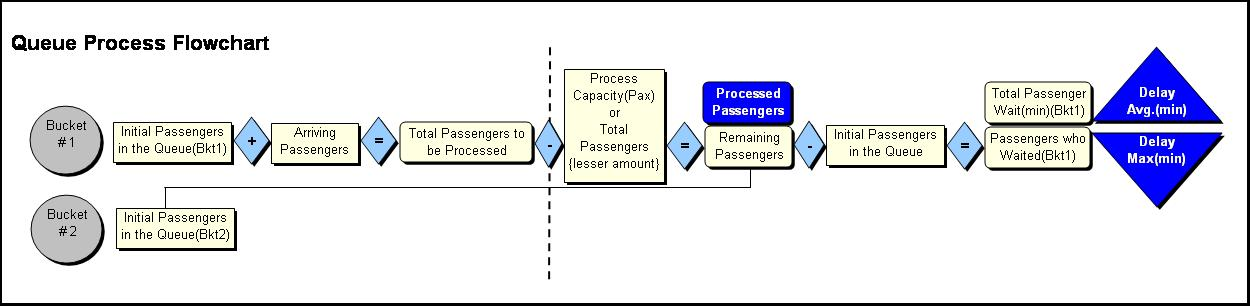 Queue Process Flowchart
Bucket
#1
Initial Passengers
in the Queue(Bkt1)
+
Arriving
Passengers
=
Total Passengers to
be Processed
-
Process
Capacity(Pax)
or
Total
Passengers
{lesser amount}
=
Processed
Passengers
Remaining
Passengers
-
Initial Passengers
in the Queue
=
Total Passenger
Wait(min)(Bkt1)
Passengers who
Waited(Bkt1)
Delay
Avg.(min)
Delay
Max(min)
Bucket
#2
Initial Passengers
in the Queue(Bkt2)